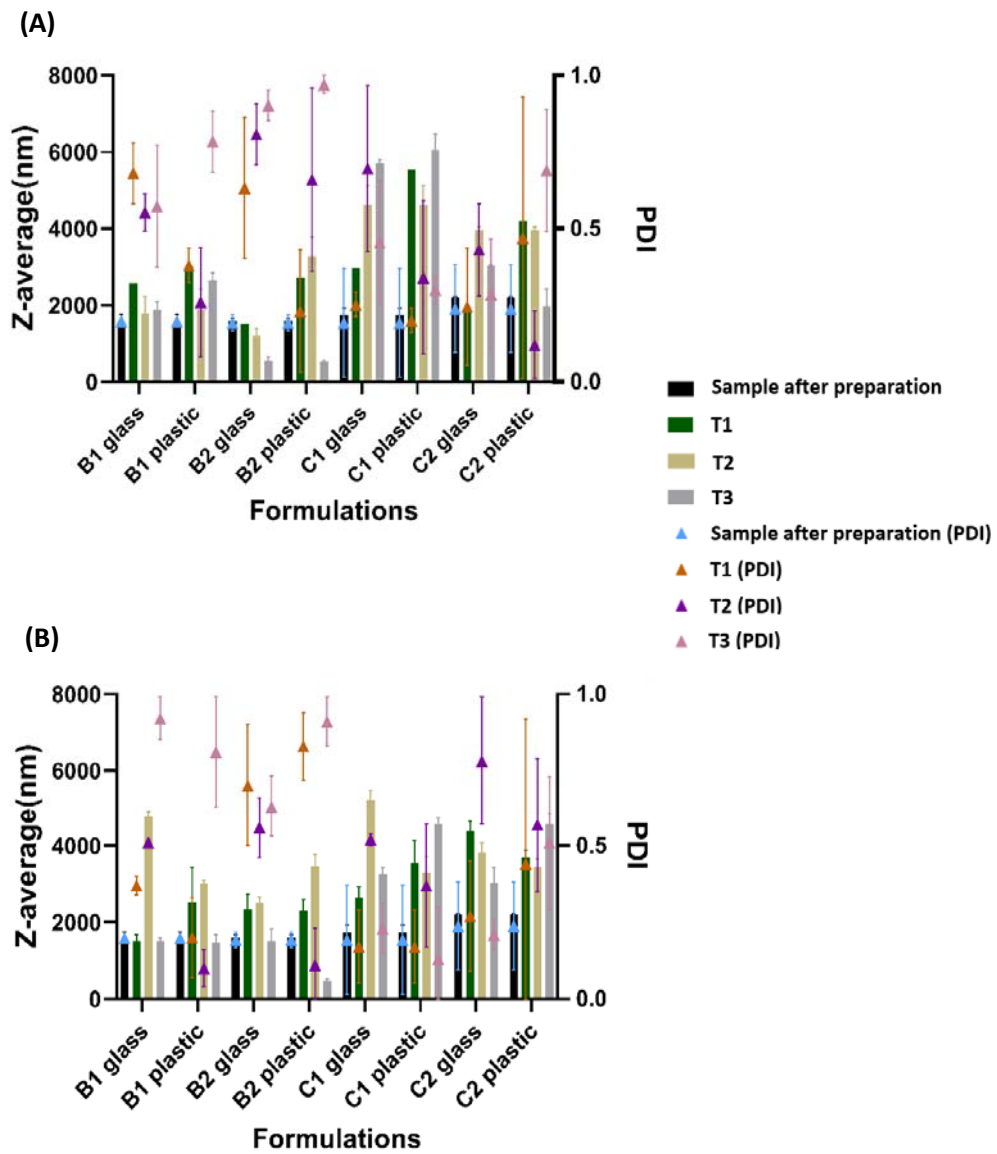 (A)
8000
6000
4000
2000
0
Z-average(nm)
1.0
0.5
0.0
PDI
B1 glass
B1 plastic
B2 glass
B2 plastic
C1 glass
C1 plastic
C2 glass
C2 plastic
Formulations
Sample after preparation
T1
T2
T3
Sample after preparation (PDI)
T1 (PDI)
T2 (PDI)
T3 (PDI)
(B)
8000
6000
4000
2000
0
Z-average(nm)
1.0
0.5
0.0
PDI
B1 glass
B1 plastic
B2 glass
B2 plastic
C1 glass
C1 plastic
C2 glass
C2 plastic
Formulations